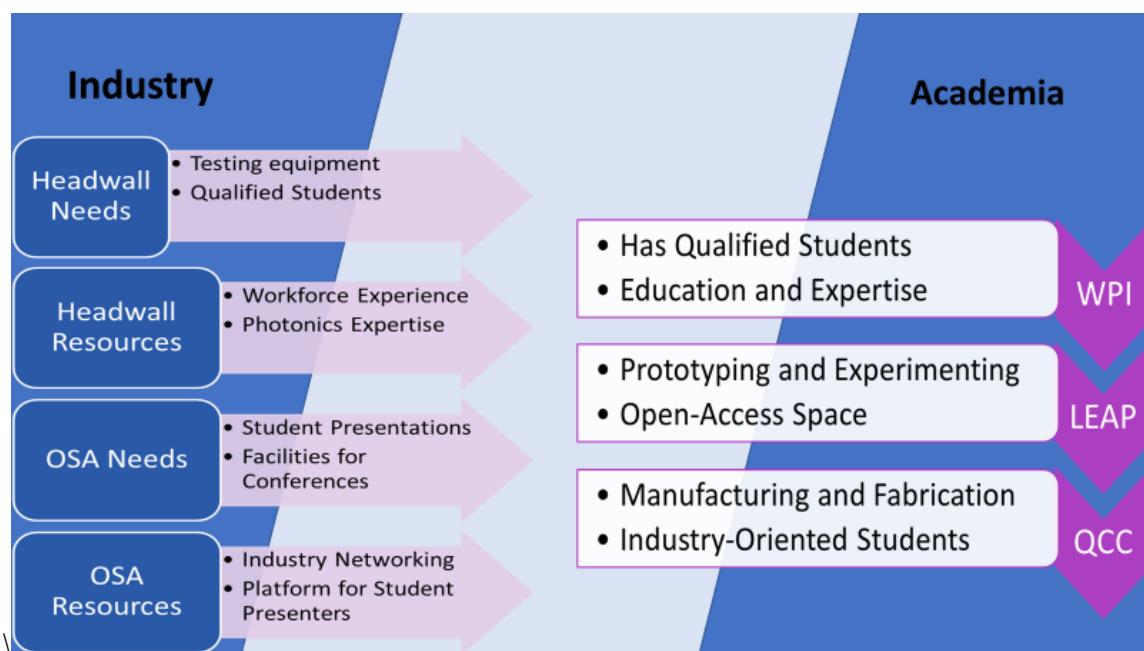 Industry
Academia
Headwall
Needs
• Testing equipment
• Qualified Students
Headwall
Resources
• Workforce Experience
• Photonics Expertise
OSA Needs
• Student Presentations
• Facilities for
Conferences
OSA
Resources
• Industry Networking
• Platform for Student
Presenters
• Has Qualified Students
• Education and Expertise
WPI
• Prototyping and Experimenting
• Open-Access Space
LEAP
• Manufacturing and Fabrication
• Industry-Oriented Students
QCC
\